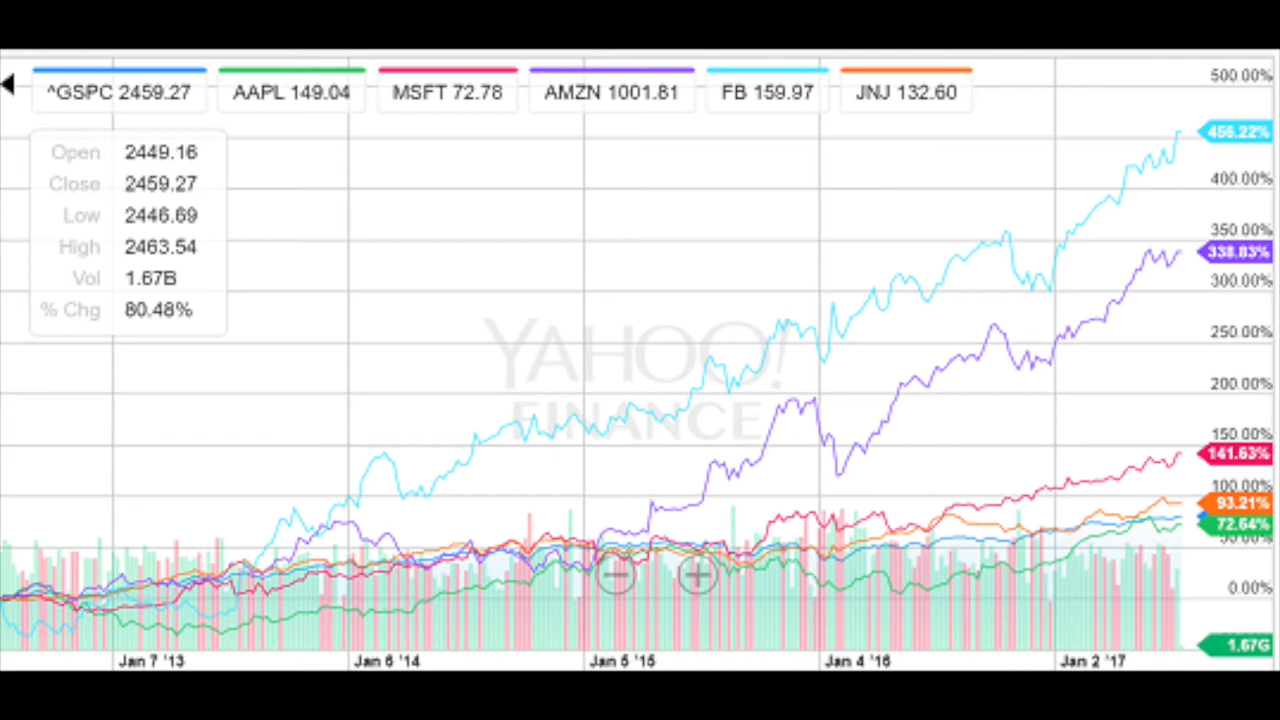 ^GSPC 2459.27 AAPL 149.04 MSFT 72.78 AMZN 1001.81 FB 159.97 JNJ 132.60
Open 2449.16
Close 2459.27
Low 2446.69
High 2463.54
Vol 1.67B
% Chg 80.48%
YAHOO!
FINANCE
500.00%
456.22%
400.00%
350.00%
338.83%
300.00%
250.00%
200.00%
150.00%
141.63%
100.00%
93.21%
72.64%
50.00%
0.00%
1.67G
Jan 7 '13 Jan 6 '14 Jan 5 '15 Jan 4 '16 Jan 2 '17